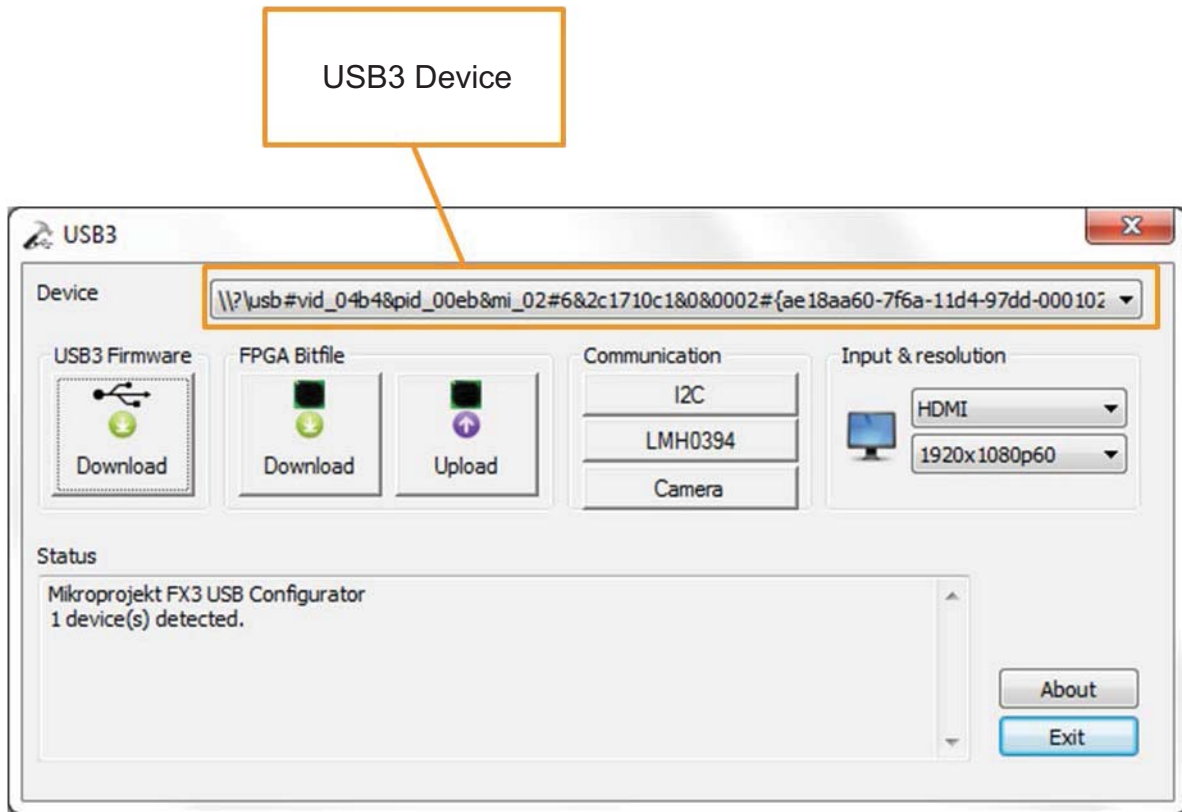 USB3 Device
USB3
Device
\\?\usb#vid_04b4&pid_00eb&mi_02#6&2c1710c1&0&0002#{ae18aa60-7f6a-11d4-97dd-000102
USB3 Firmware
Download
FPGA Bitfile
Download
Upload
Communication
I2C
LMH0394
Camera
Input & resolution
HDMI
1920x1080p60
Status
Mikroprojekt FX3 USB Configurator
1 device(s) detected.
About
Exit